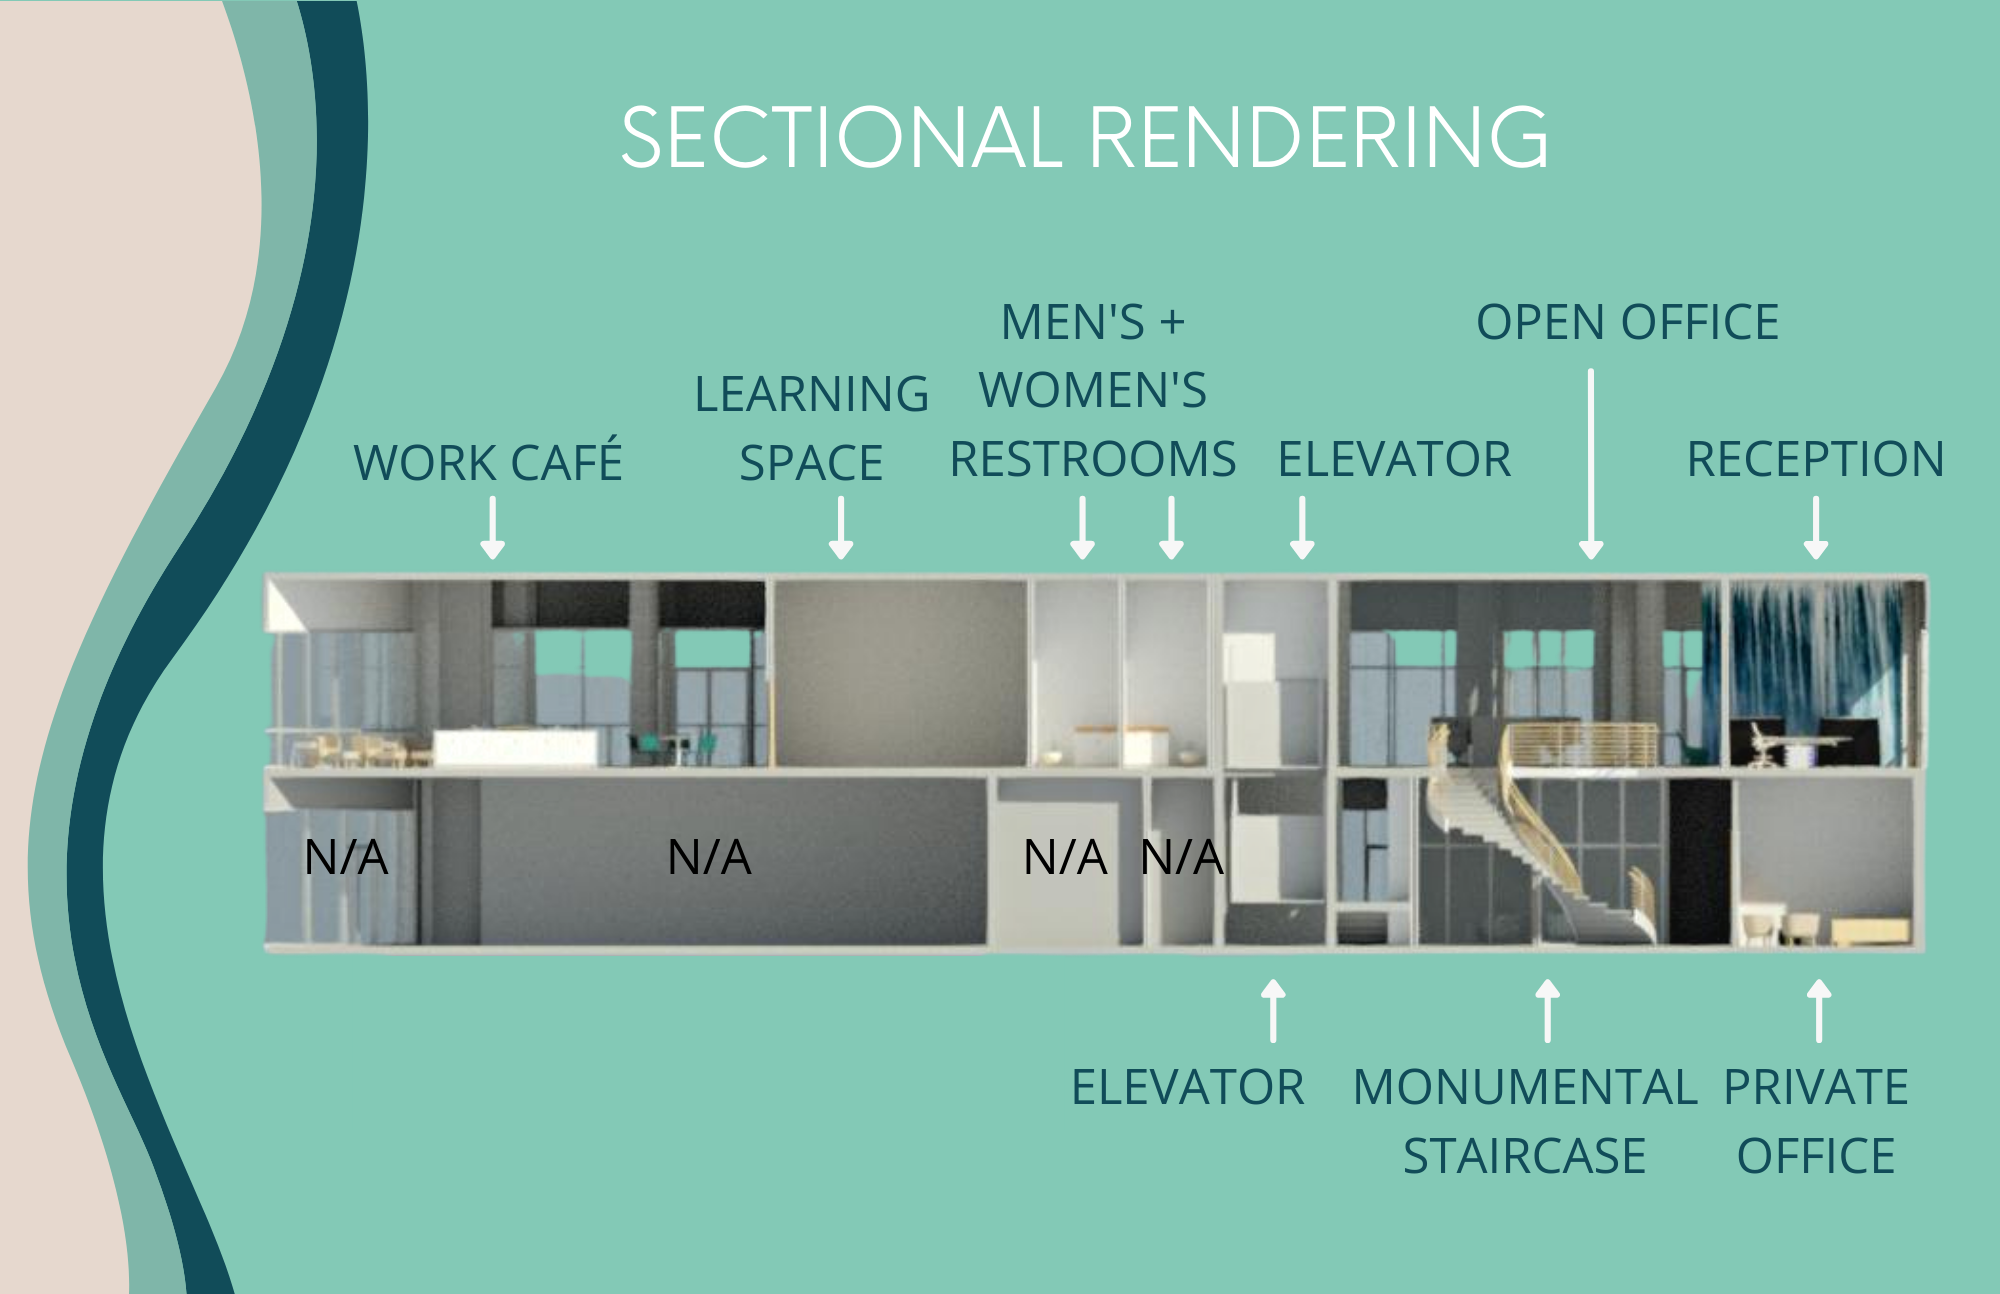 SECTIONAL RENDERING
WORK CAFÉ
LEARNING
SPACE
MEN'S +
WOMEN'S
RESTROOMS
ELEVATOR
OPEN OFFICE
RECEPTION
N/A
N/A
N/A
N/A
ELEVATOR
MONUMENTAL
STAIRCASE
PRIVATE
OFFICE